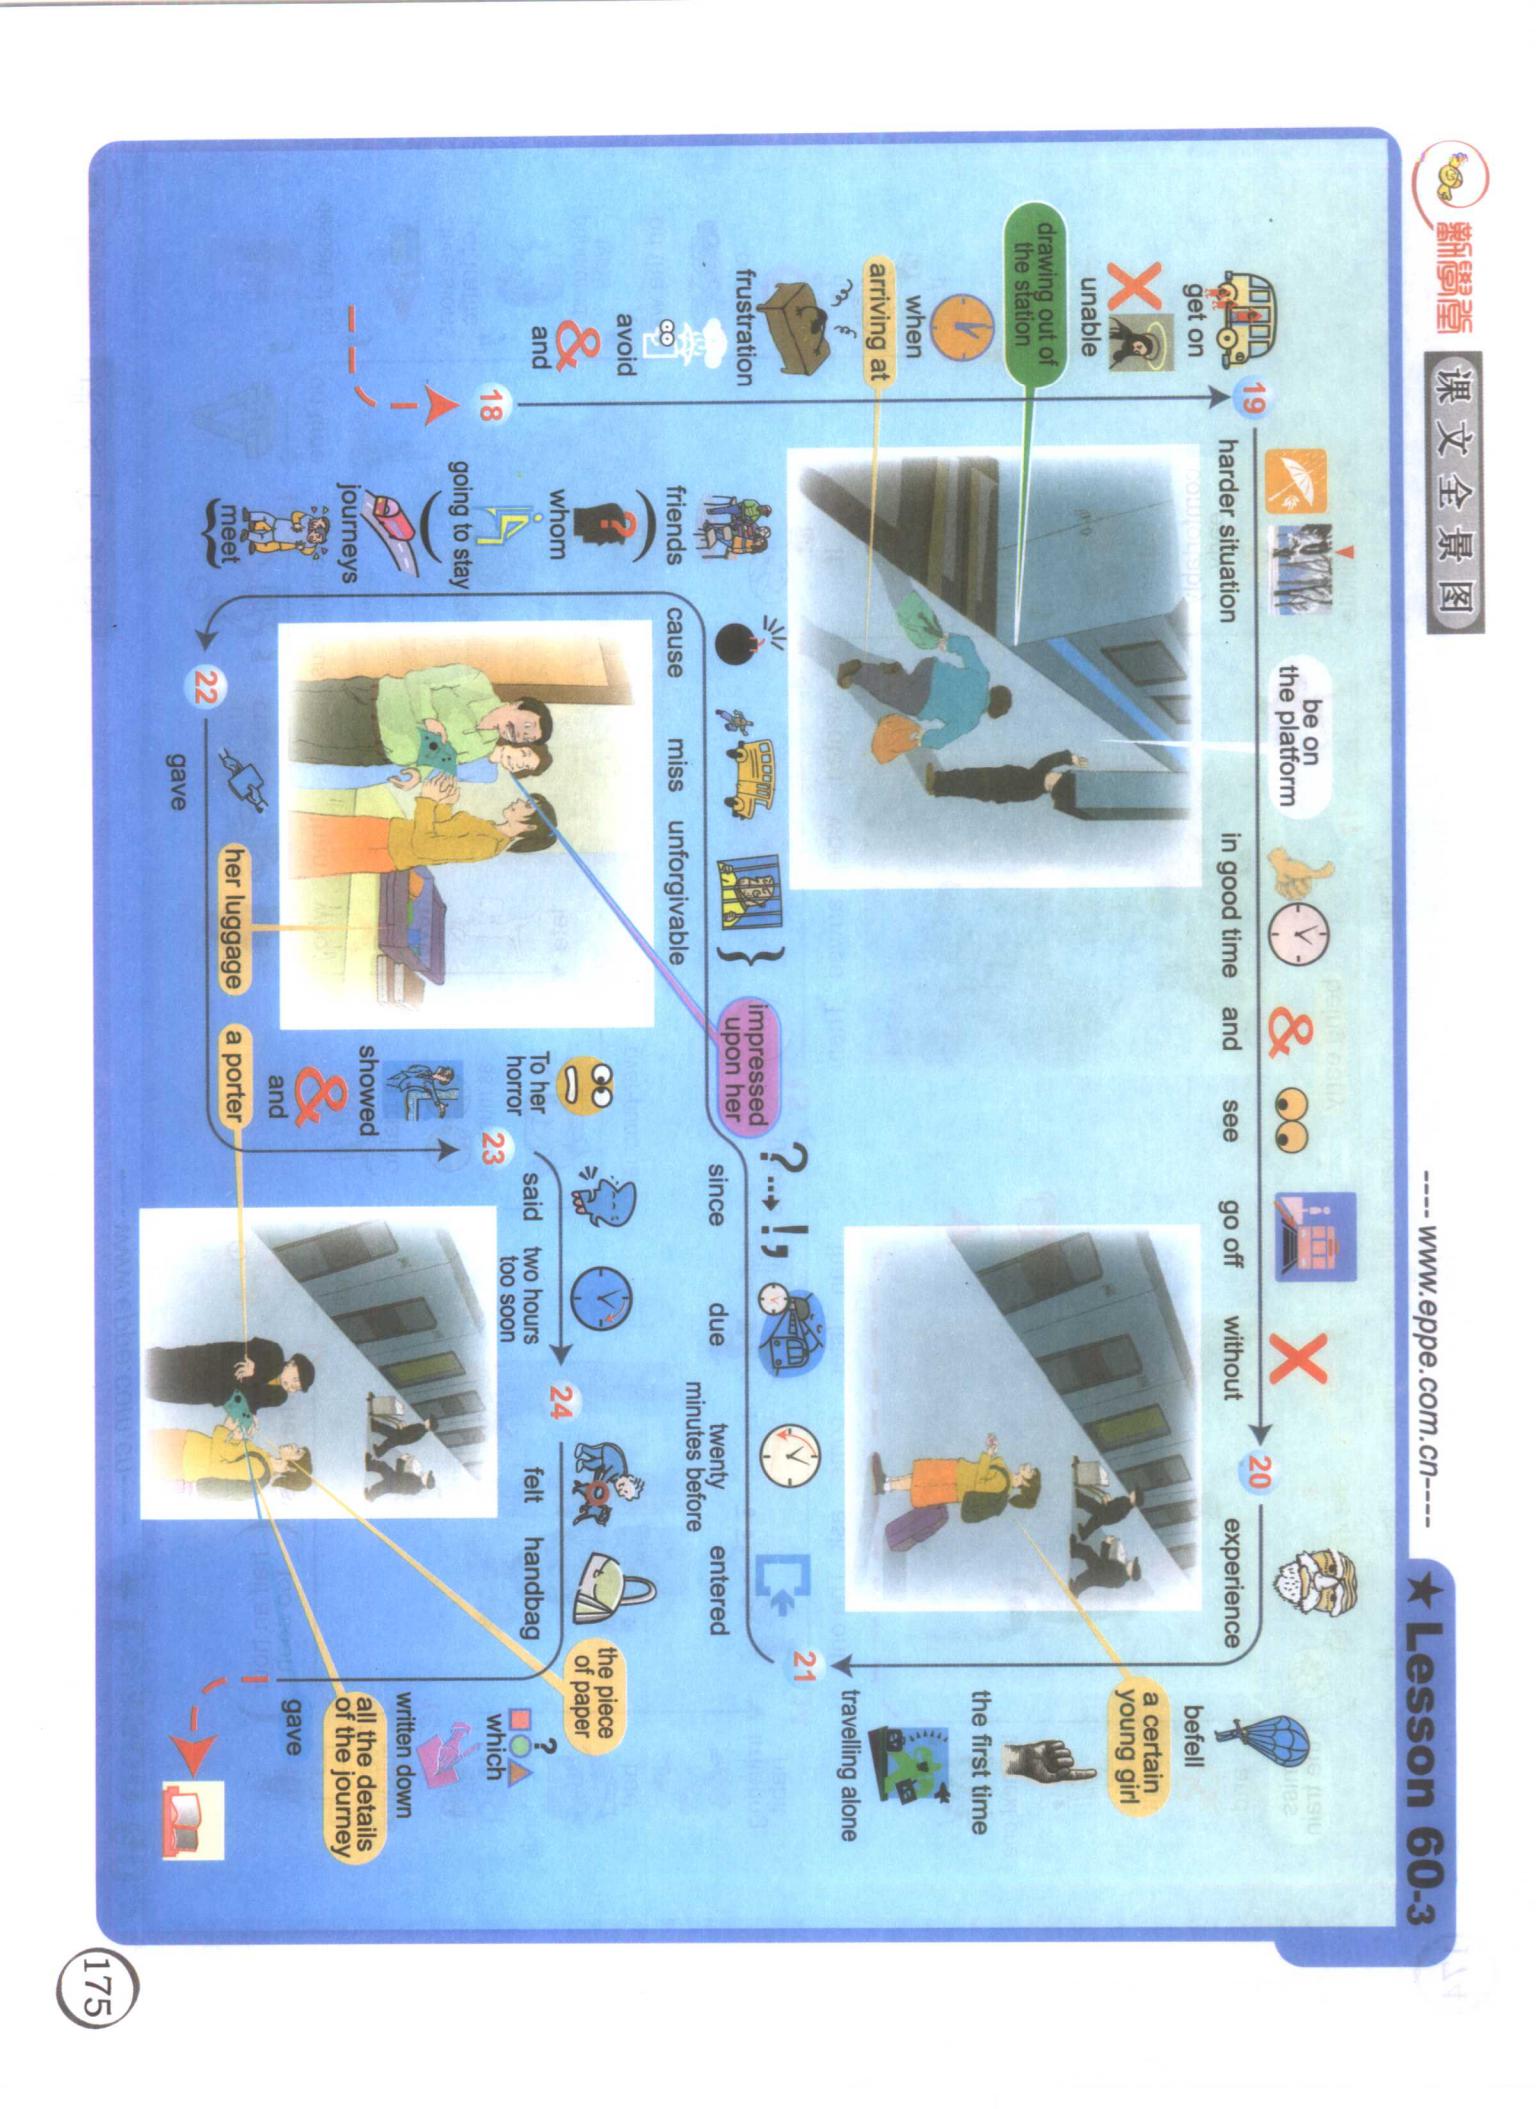 新學堂
课文全景图
---- www.eppe.com.cn----
★ Lesson 60-3
18
and
avoid
frustration
arriving at
when
drawing out of
the station
unable
get on
19
harder situation
be on
the platform
in good time
and
see
go off
without
20
experience
befell
a certain
young girl
the first time
travelling alone
21
entered
twenty
minutes before
due
since
impressed
upon her
unforgivable
miss
cause
friends
(
whom
going to stay
)
journeys
{
meet
}
22
gave
her luggage
a porter
and
showed
23
To her
horror
said
two hours
too soon
24
felt
handbag
the piece
of paper
which
written down
all the details
of the journey
gave
175